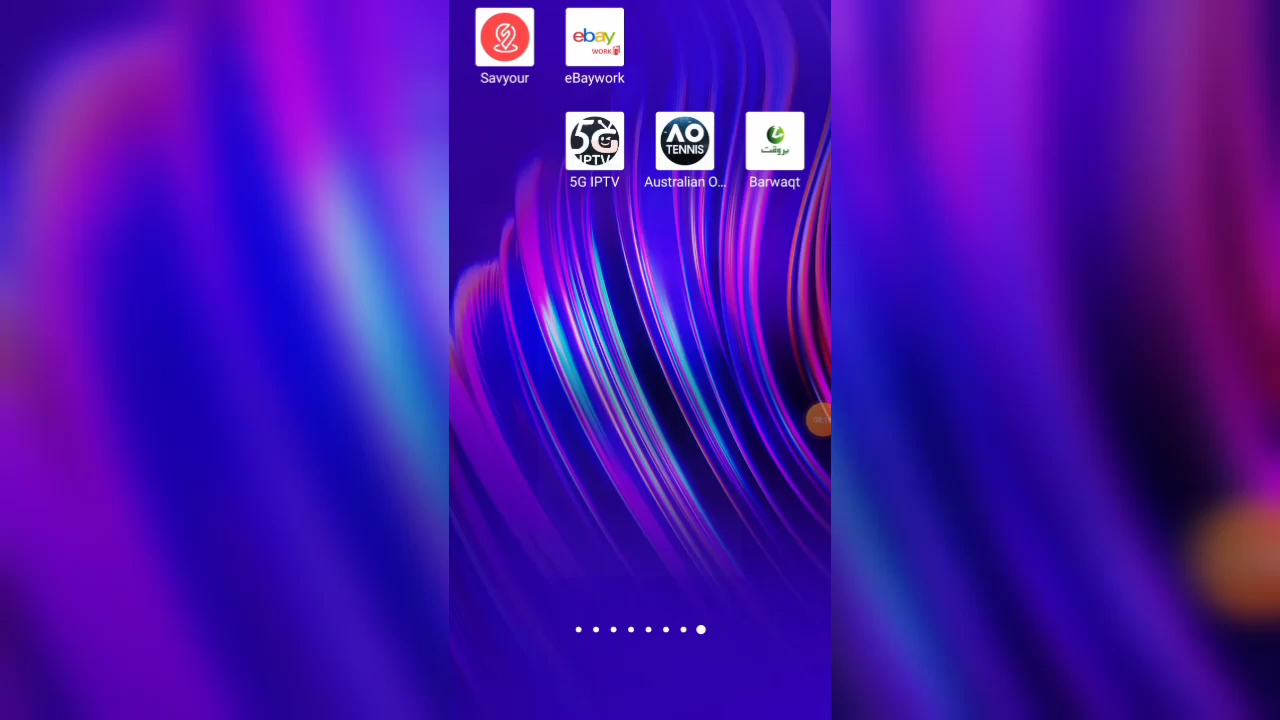 ebay
WORK
Savyour
eBaywork
5G
IPTV
AO
TENNIS
بروقت
5G IPTV
Australian O...
Barwaqt